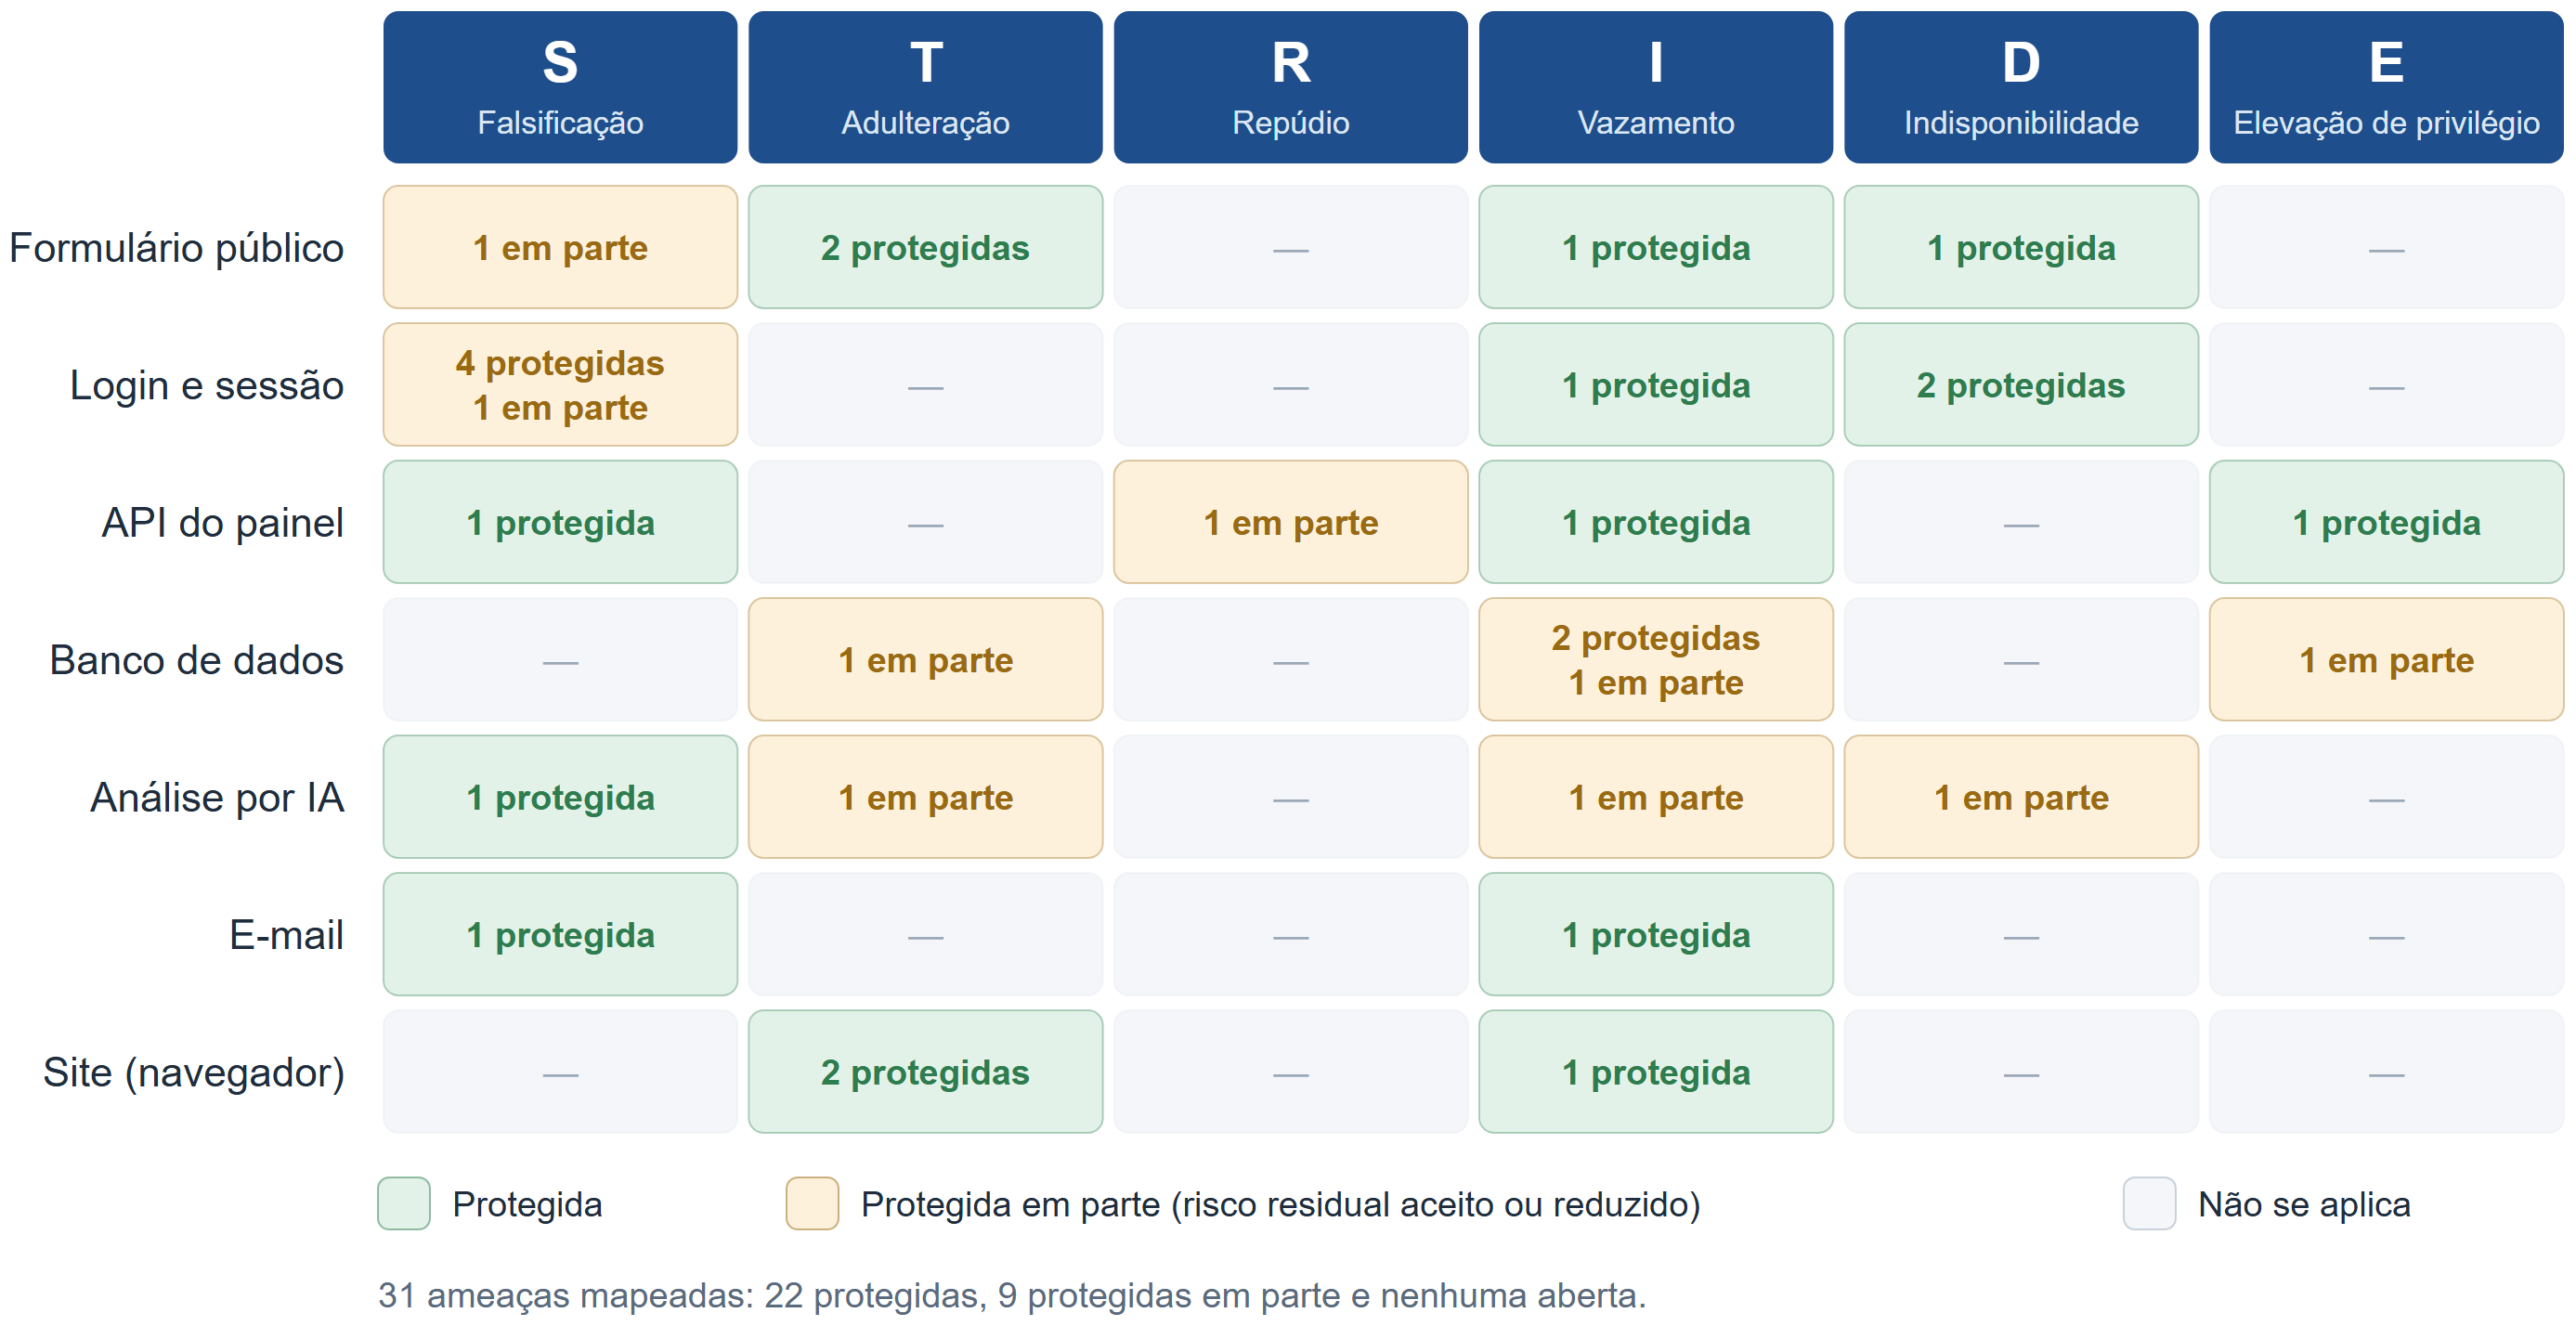 S
Falsificação
T
Adulteração
R
Repúdio
I
Vazamento
D
Indisponibilidade
E
Elevação de privilégio
Formulário público
1 em parte
2 protegidas
—
1 protegida
1 protegida
—
Login e sessão
4 protegidas
1 em parte
—
—
1 protegida
2 protegidas
—
API do painel
1 protegida
—
1 em parte
1 protegida
—
1 protegida
Banco de dados
—
1 em parte
—
2 protegidas
1 em parte
—
1 em parte
Análise por IA
1 protegida
1 em parte
—
1 em parte
1 em parte
—
E-mail
1 protegida
—
—
1 protegida
—
—
Site (navegador)
—
2 protegidas
—
1 protegida
—
—
Protegida
Protegida em parte (risco residual aceito ou reduzido)
Não se aplica
31 ameaças mapeadas: 22 protegidas, 9 protegidas em parte e nenhuma aberta.